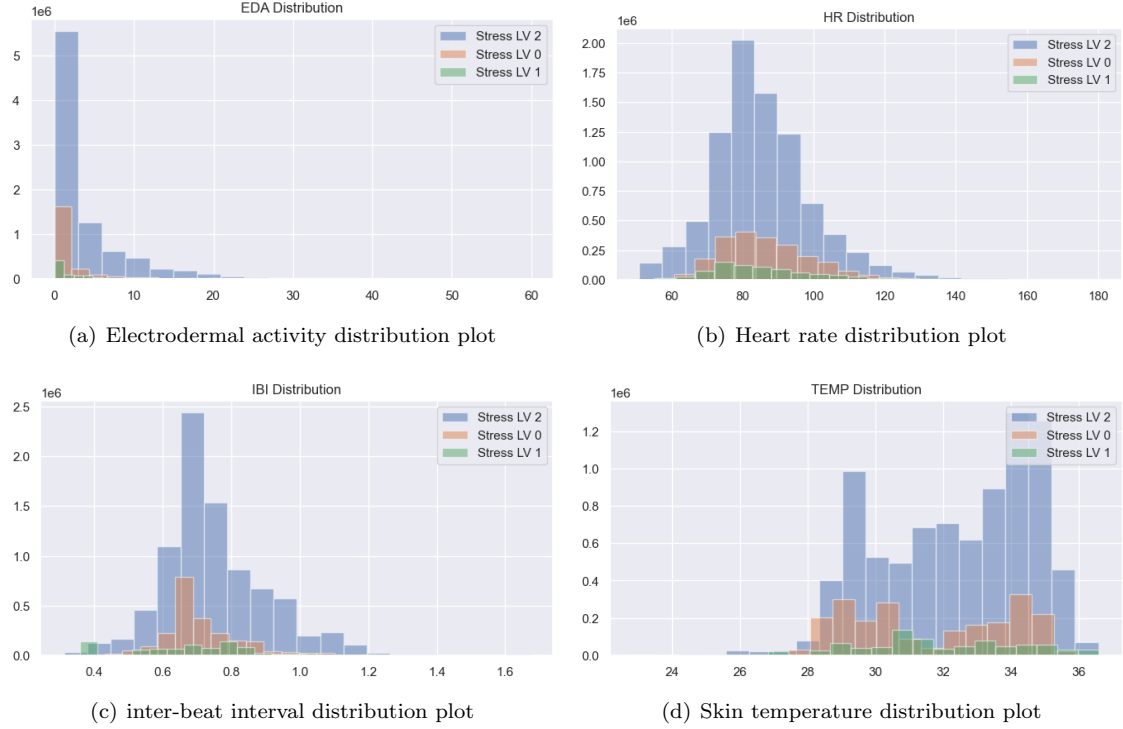 EDA Distribution
1e6
5
4
3
2
1
0
0 10 20 30 40 50 60
Stress LV 2
Stress LV 0
Stress LV 1
(a) Electrodermal activity distribution plot
HR Distribution
1e6
2.00
1.75
1.50
1.25
1.00
0.75
0.50
0.25
0.00
60 80 100 120 140 160 180
Stress LV 2
Stress LV 0
Stress LV 1
(b) Heart rate distribution plot
IBI Distribution
1e6
2.5
2.0
1.5
1.0
0.5
0.0
0.4 0.6 0.8 1.0 1.2 1.4 1.6
Stress LV 2
Stress LV 0
Stress LV 1
(c) inter-beat interval distribution plot
TEMP Distribution
1e6
1.2
1.0
0.8
0.6
0.4
0.2
0.0
24 26 28 30 32 34 36
Stress LV 2
Stress LV 0
Stress LV 1
(d) Skin temperature distribution plot